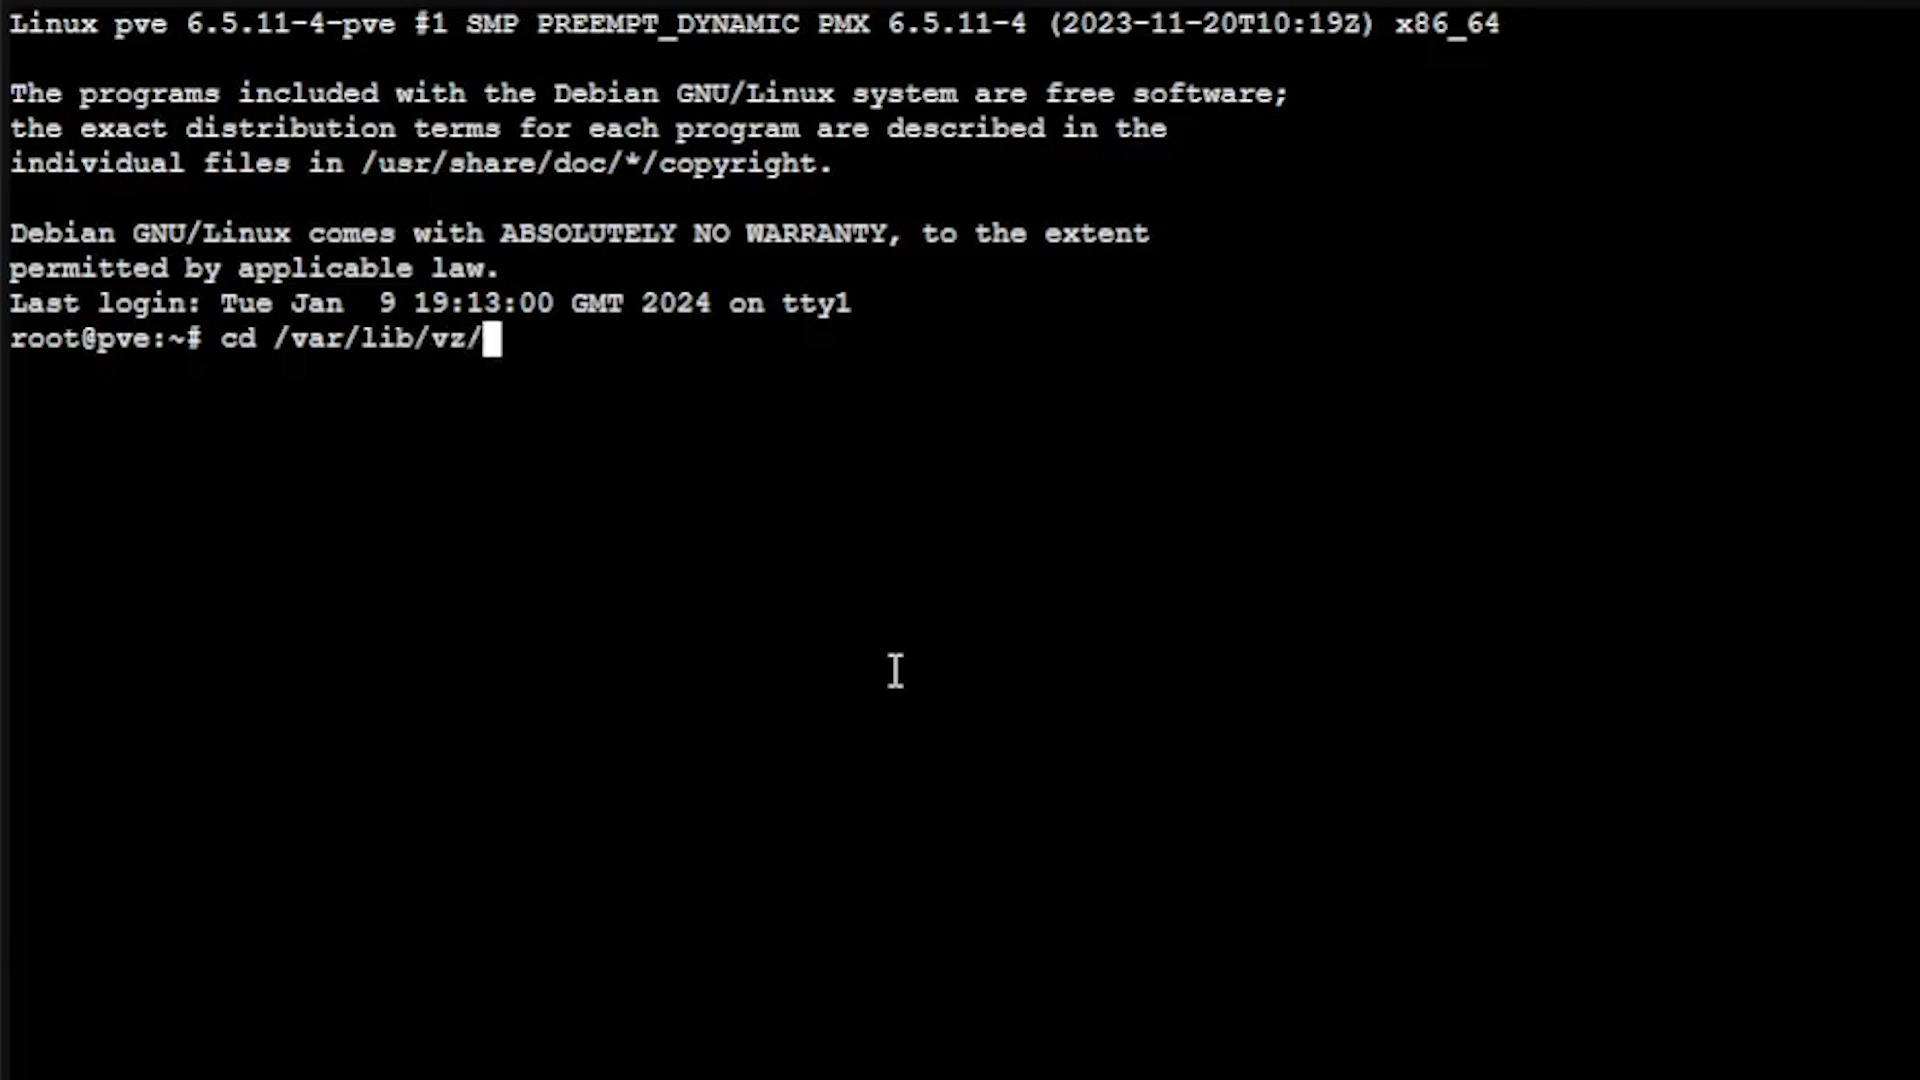 Linux pve 6.5.11-4-pve #1 SMP PREEMPT_DYNAMIC PMX 6.5.11-4 (2023-11-20T10:19Z) x86_64
The programs included with the Debian GNU/Linux system are free software;
the exact distribution terms for each program are described in the
individual files in /usr/share/doc/*/copyright.
Debian GNU/Linux comes with ABSOLUTELY NO WARRANTY, to the extent
permitted by applicable law.
Last login: Tue Jan  9 19:13:00 GMT 2024 on tty1
root@pve:~# cd /var/lib/vz/